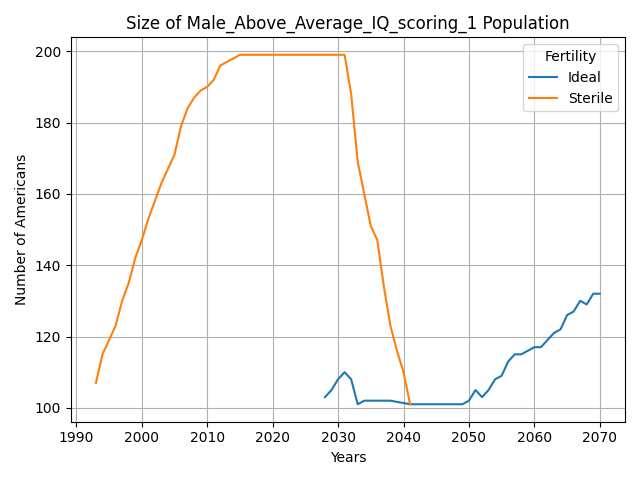 Size of Male_Above_Average_IQ_scoring_1 Population
Fertility
Ideal
Sterile
Number of Americans
200
180
160
140
120
100
1990
2000
2010
2020
2030
2040
2050
2060
2070
Years